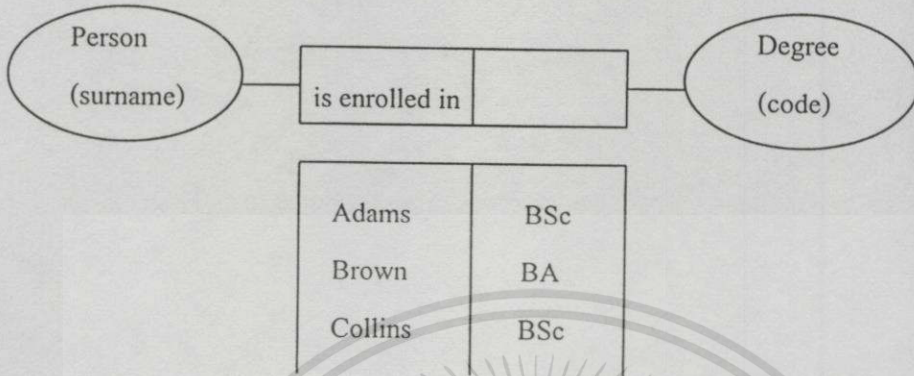 Person
(surname)
is enrolled in
Degree
(code)
Adams BSc
Brown BA
Collins BSc